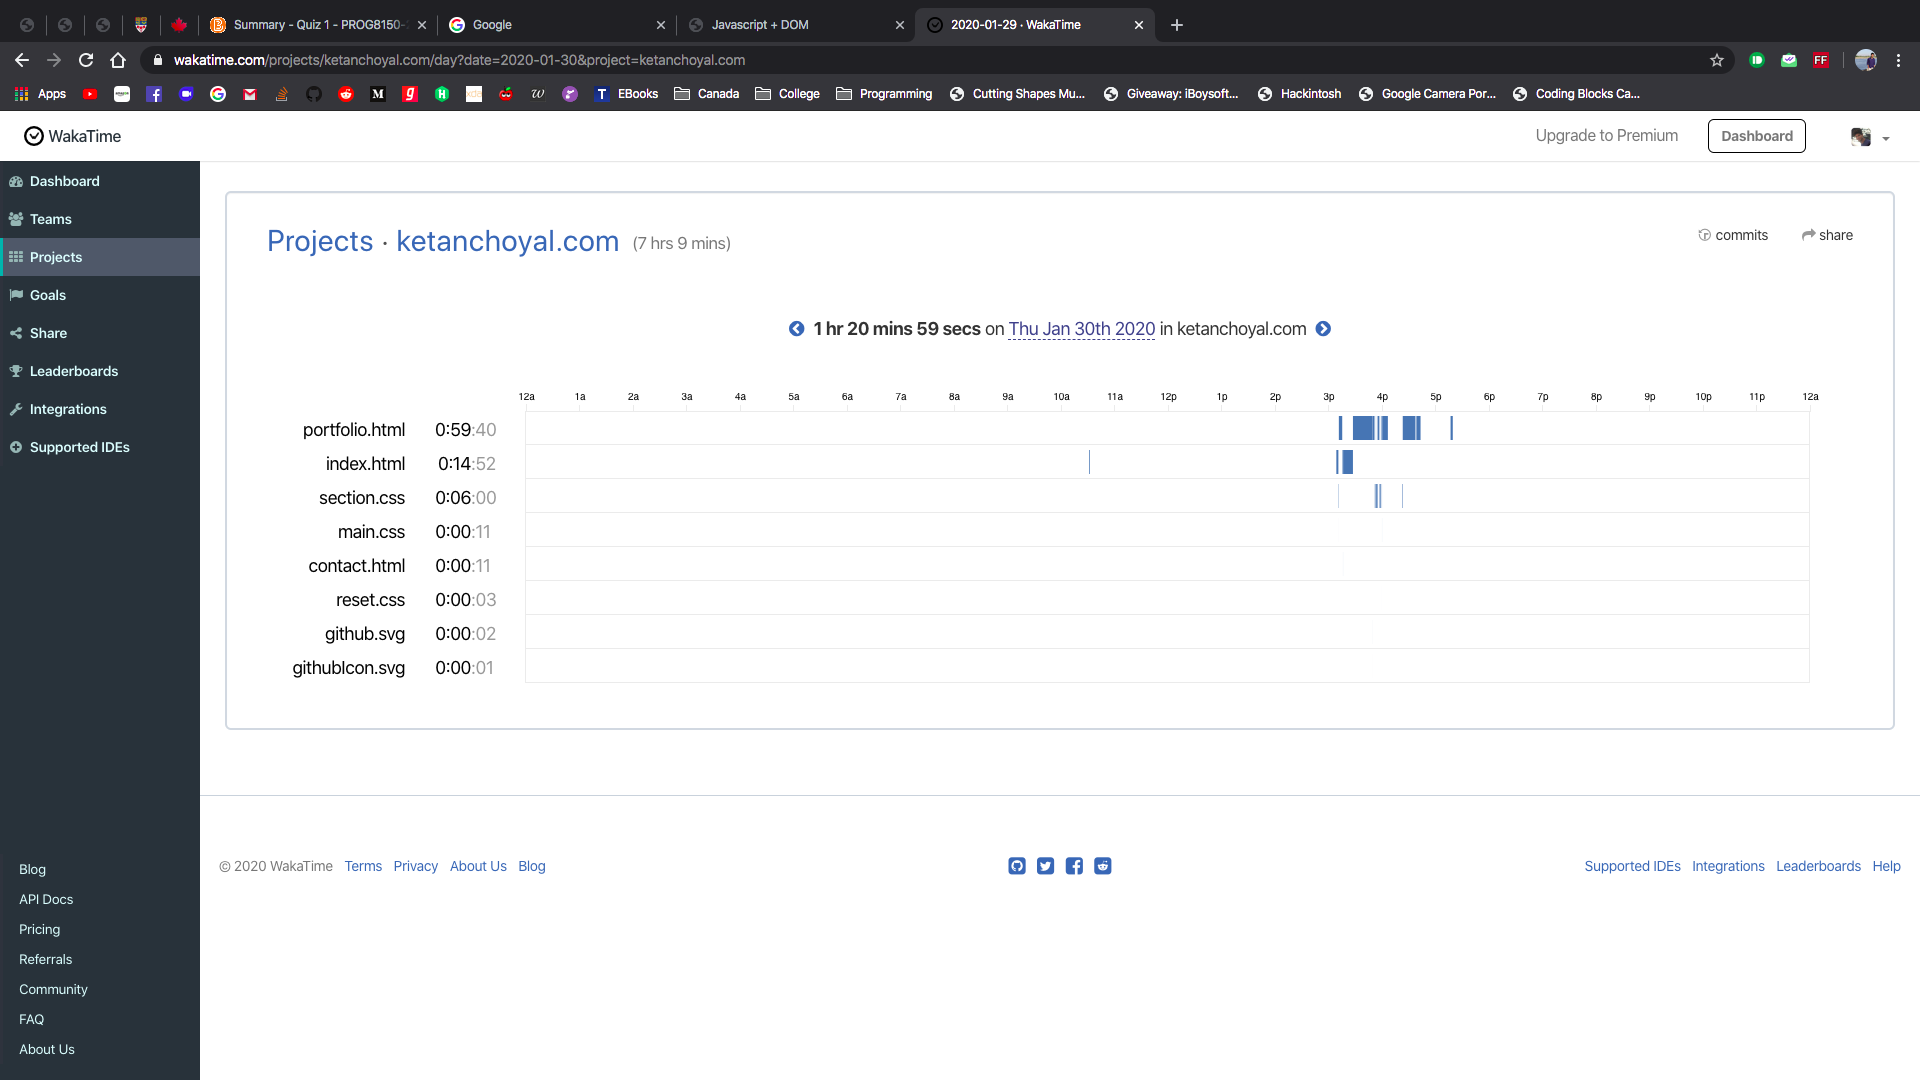 Summary - Quiz 1 - PROG8150-
Google
Javascript + DOM
2020-01-29 · WakaTime
wakatime.com/projects/ketanchoyal.com/day?date=2020-01-30&project=ketanchoyal.com
Apps
EBooks
Canada
College
Programming
Cutting Shapes Mu...
Giveaway: iBoysoft...
Hackintosh
Google Camera Por...
Coding Blocks Ca...
WakaTime
Upgrade to Premium
Dashboard
Dashboard
Teams
Projects
Goals
Share
Leaderboards
Integrations
Supported IDEs
Projects · ketanchoyal.com (7 hrs 9 mins)
commits
share
1 hr 20 mins 59 secs on Thu Jan 30th 2020 in ketanchoyal.com
12a 1a 2a 3a 4a 5a 6a 7a 8a 9a 10a 11a 12p 1p 2p 3p 4p 5p 6p 7p 8p 9p 10p 11p 12a
portfolio.html 0:59:40
index.html 0:14:52
section.css 0:06:00
main.css 0:00:11
contact.html 0:00:11
reset.css 0:00:03
github.svg 0:00:02
githubIcon.svg 0:00:01
Blog
API Docs
Pricing
Referrals
Community
FAQ
About Us
© 2020 WakaTime Terms Privacy About Us Blog
Supported IDEs Integrations Leaderboards Help